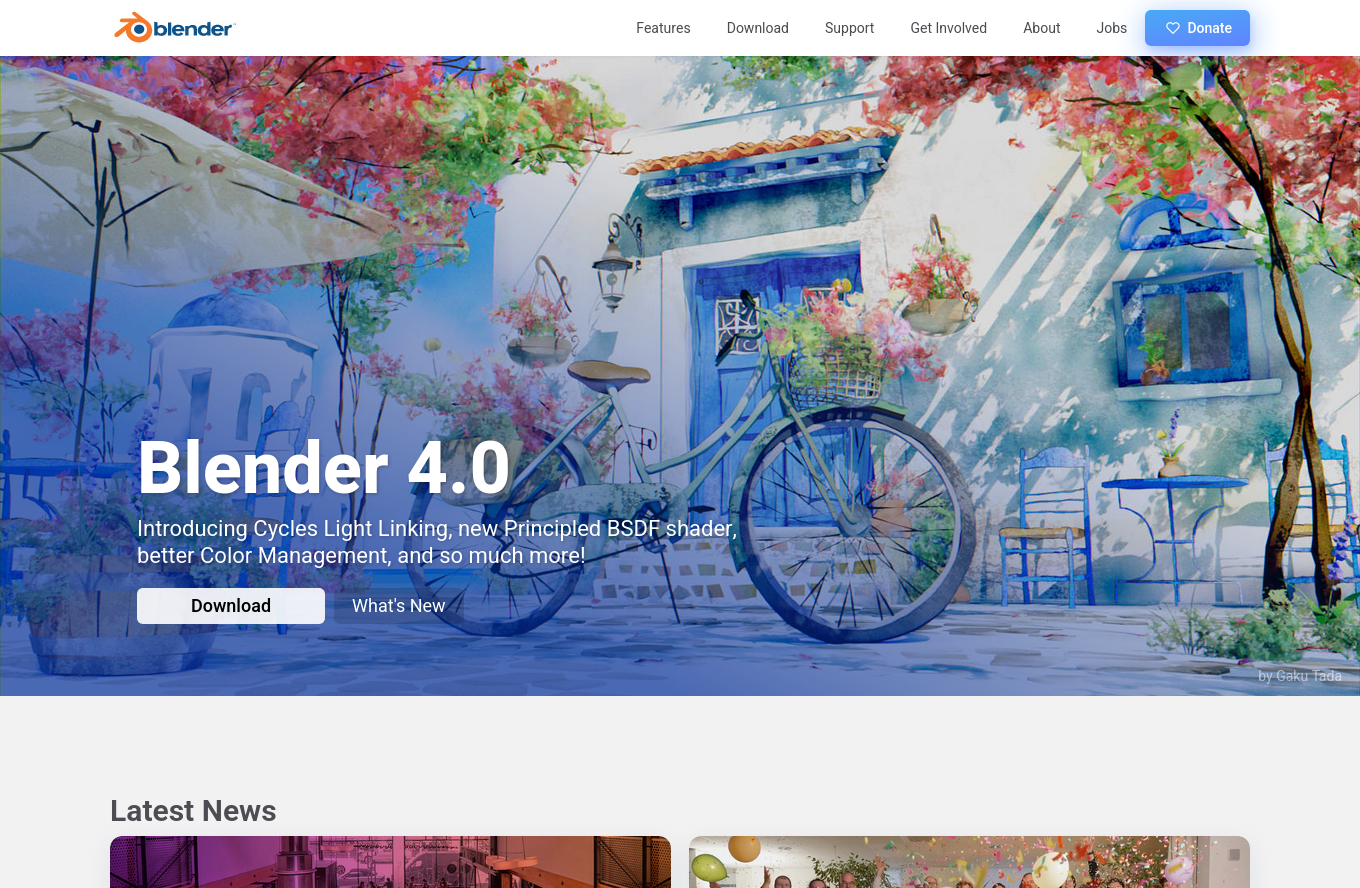 blender
Features
Download
Support
Get Involved
About
Jobs
Donate
Blender 4.0
Introducing Cycles Light Linking, new Principled BSDF shader,
better Color Management, and so much more!
Download
What's New
by Gaku Tada
Latest News